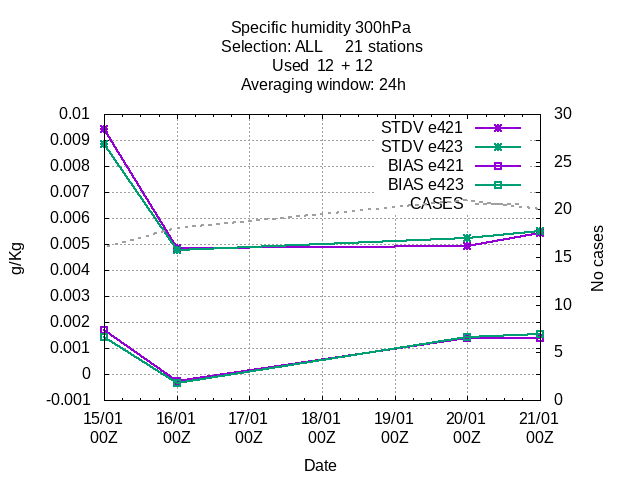 Specific humidity 300hPa
Selection: ALL 21 stations
Used 12 + 12
Averaging window: 24h
STDV e421
STDV e423
BIAS e421
BIAS e423
CASES
0.01
0.009
0.008
0.007
0.006
0.005
0.004
0.003
0.002
0.001
0
-0.001
g/Kg
30
25
20
15
10
5
0
No cases
15/01 16/01 17/01 18/01 19/01 20/01 21/01
00Z 00Z 00Z 00Z 00Z 00Z 00Z
Date